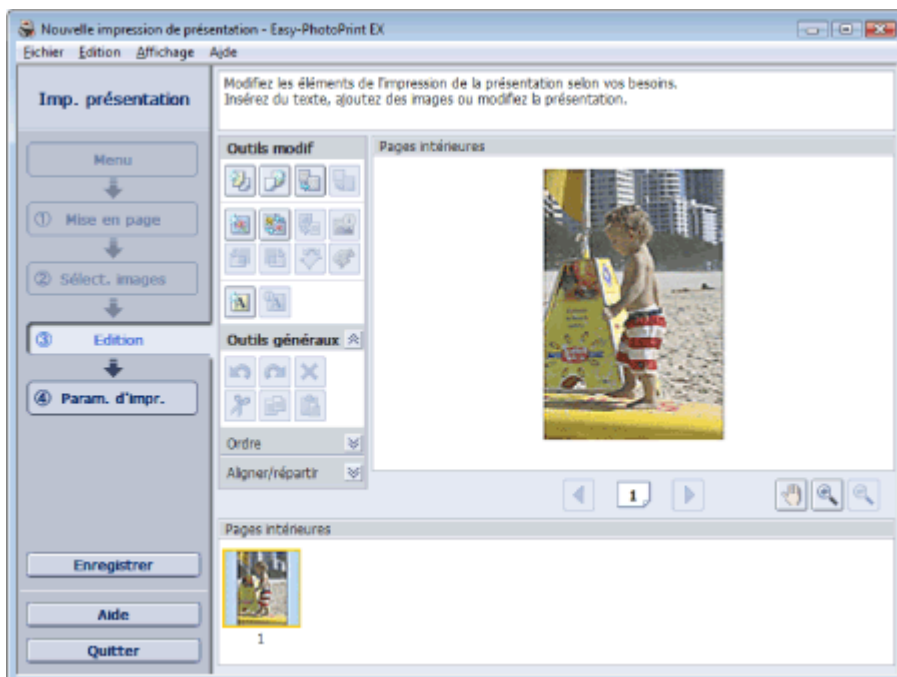 Nouvelle impression de présentation - Easy-PhotoPrint EX
Fichier Edition Affichage Aide
Imp. présentation
Modifiez les éléments de l'impression de la présentation selon vos besoins.
Insérez du texte, ajoutez des images ou modifiez la présentation.
Menu
① Mise en page
② Sélect. images
③ Edition
④ Param. d'impr.
Enregistrer
Aide
Quitter
Outils modif
Outils généraux
Ordre
Aligner/répartir
Pages intérieures
1
Pages intérieures
1